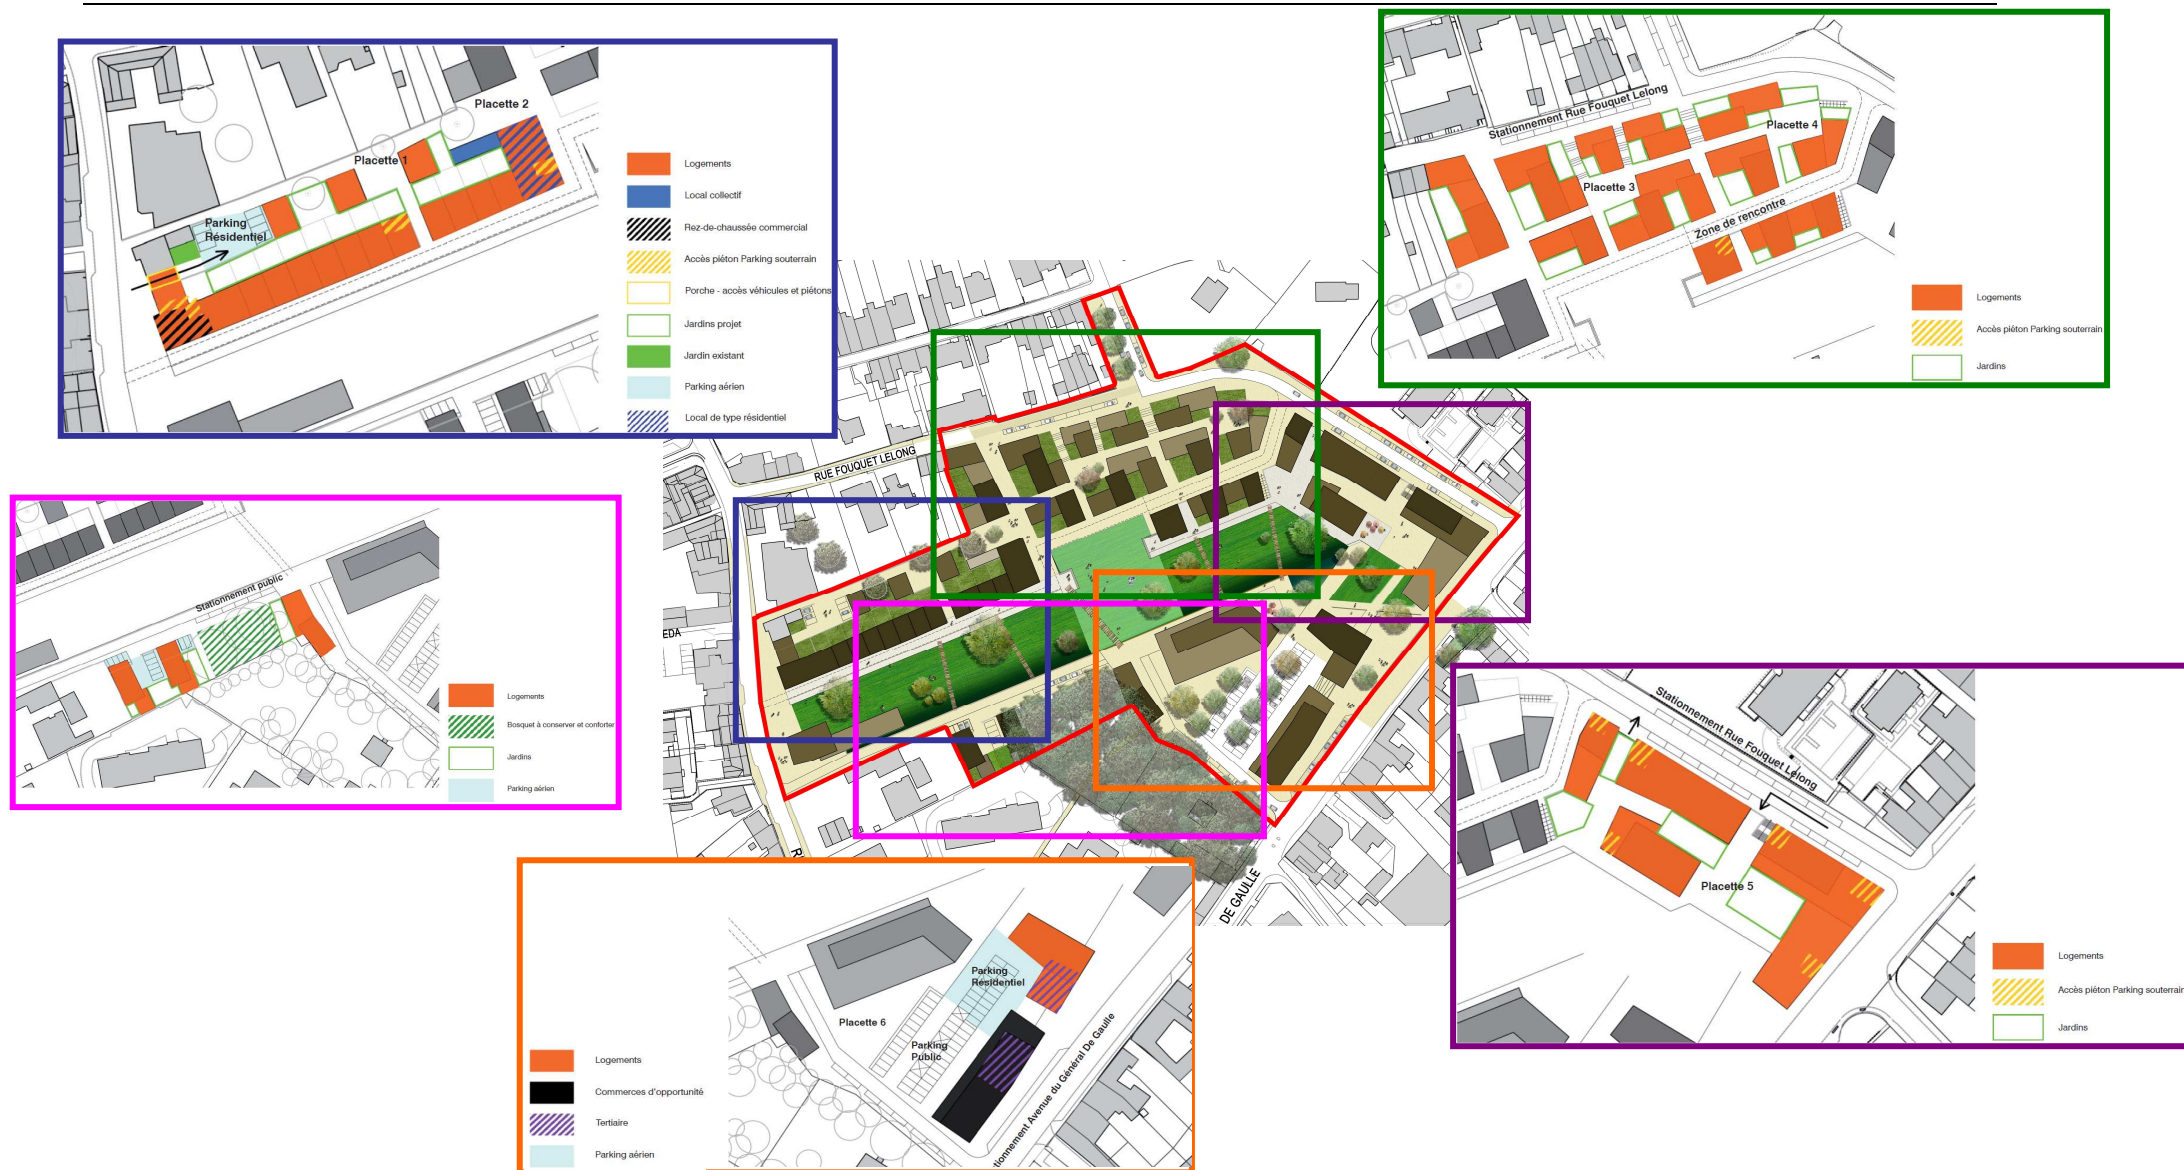 Placette 2
Placette 1
Parking
Résidentiel
Logements
Local collectif
Rez-de-chaussée commercial
Accès piéton Parking souterrain
Porche - accès véhicules et piétons
Jardins projet
Jardin existant
Parking aérien
Local de type résidentiel
Stationnement Rue Fouquet Lelong
Placette 4
Placette 3
Zone de rencontre
Logements
Accès piéton Parking souterrain
Jardins
RUE FOUQUET LELONG
EDA
DE GAULLE
Stationnement public
Logements
Bosquet à conserver et conforter
Jardins
Parking aérien
Stationnement Rue Fouquet Lelong
Placette 5
Logements
Accès piéton Parking souterrain
Jardins
Parking
Résidentiel
Placette 6
Parking
Public
tionnement Avenue du Général De Gaulle
Logements
Commerces d'opportunité
Tertiaire
Parking aérien